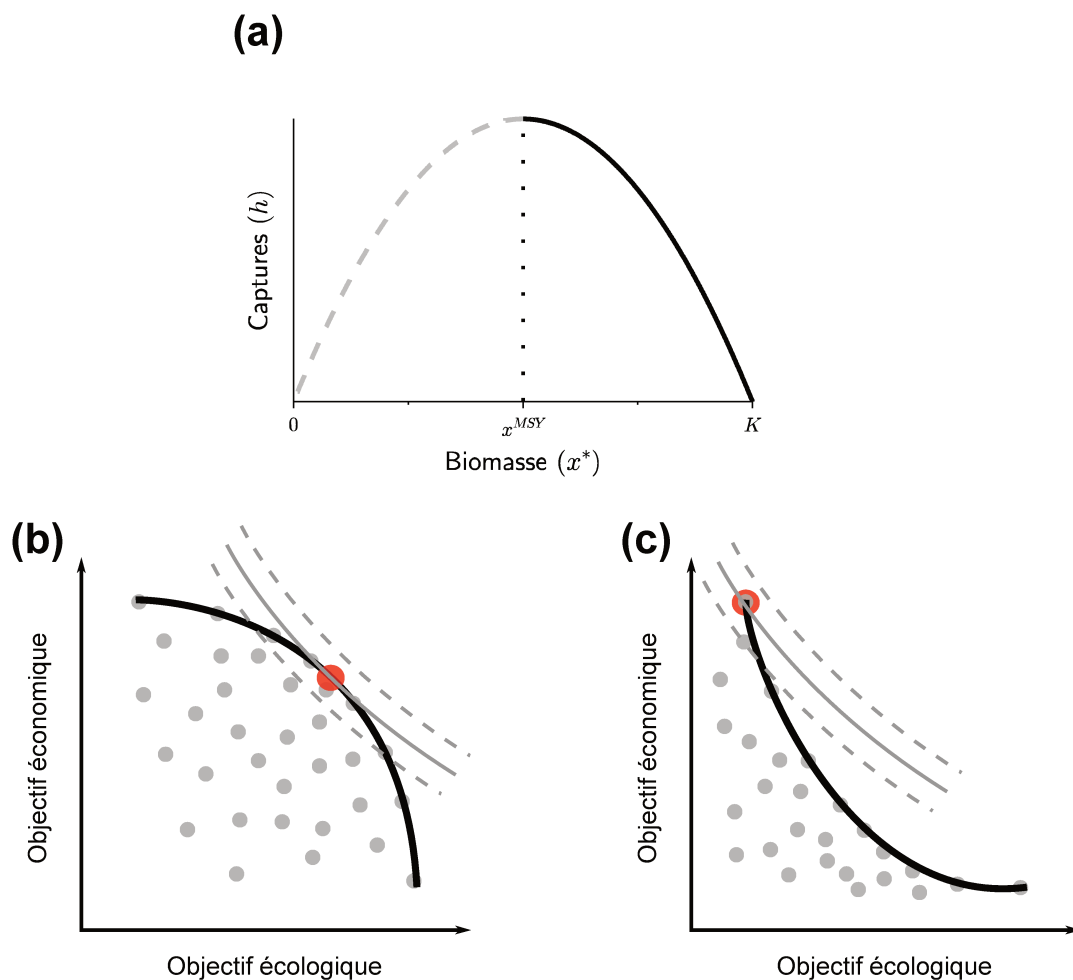 (a)
Captures (h)
0
x^{MSY}
K
Biomasse (x*)
(b)
Objectif économique
Objectif écologique
(c)
Objectif économique
Objectif écologique